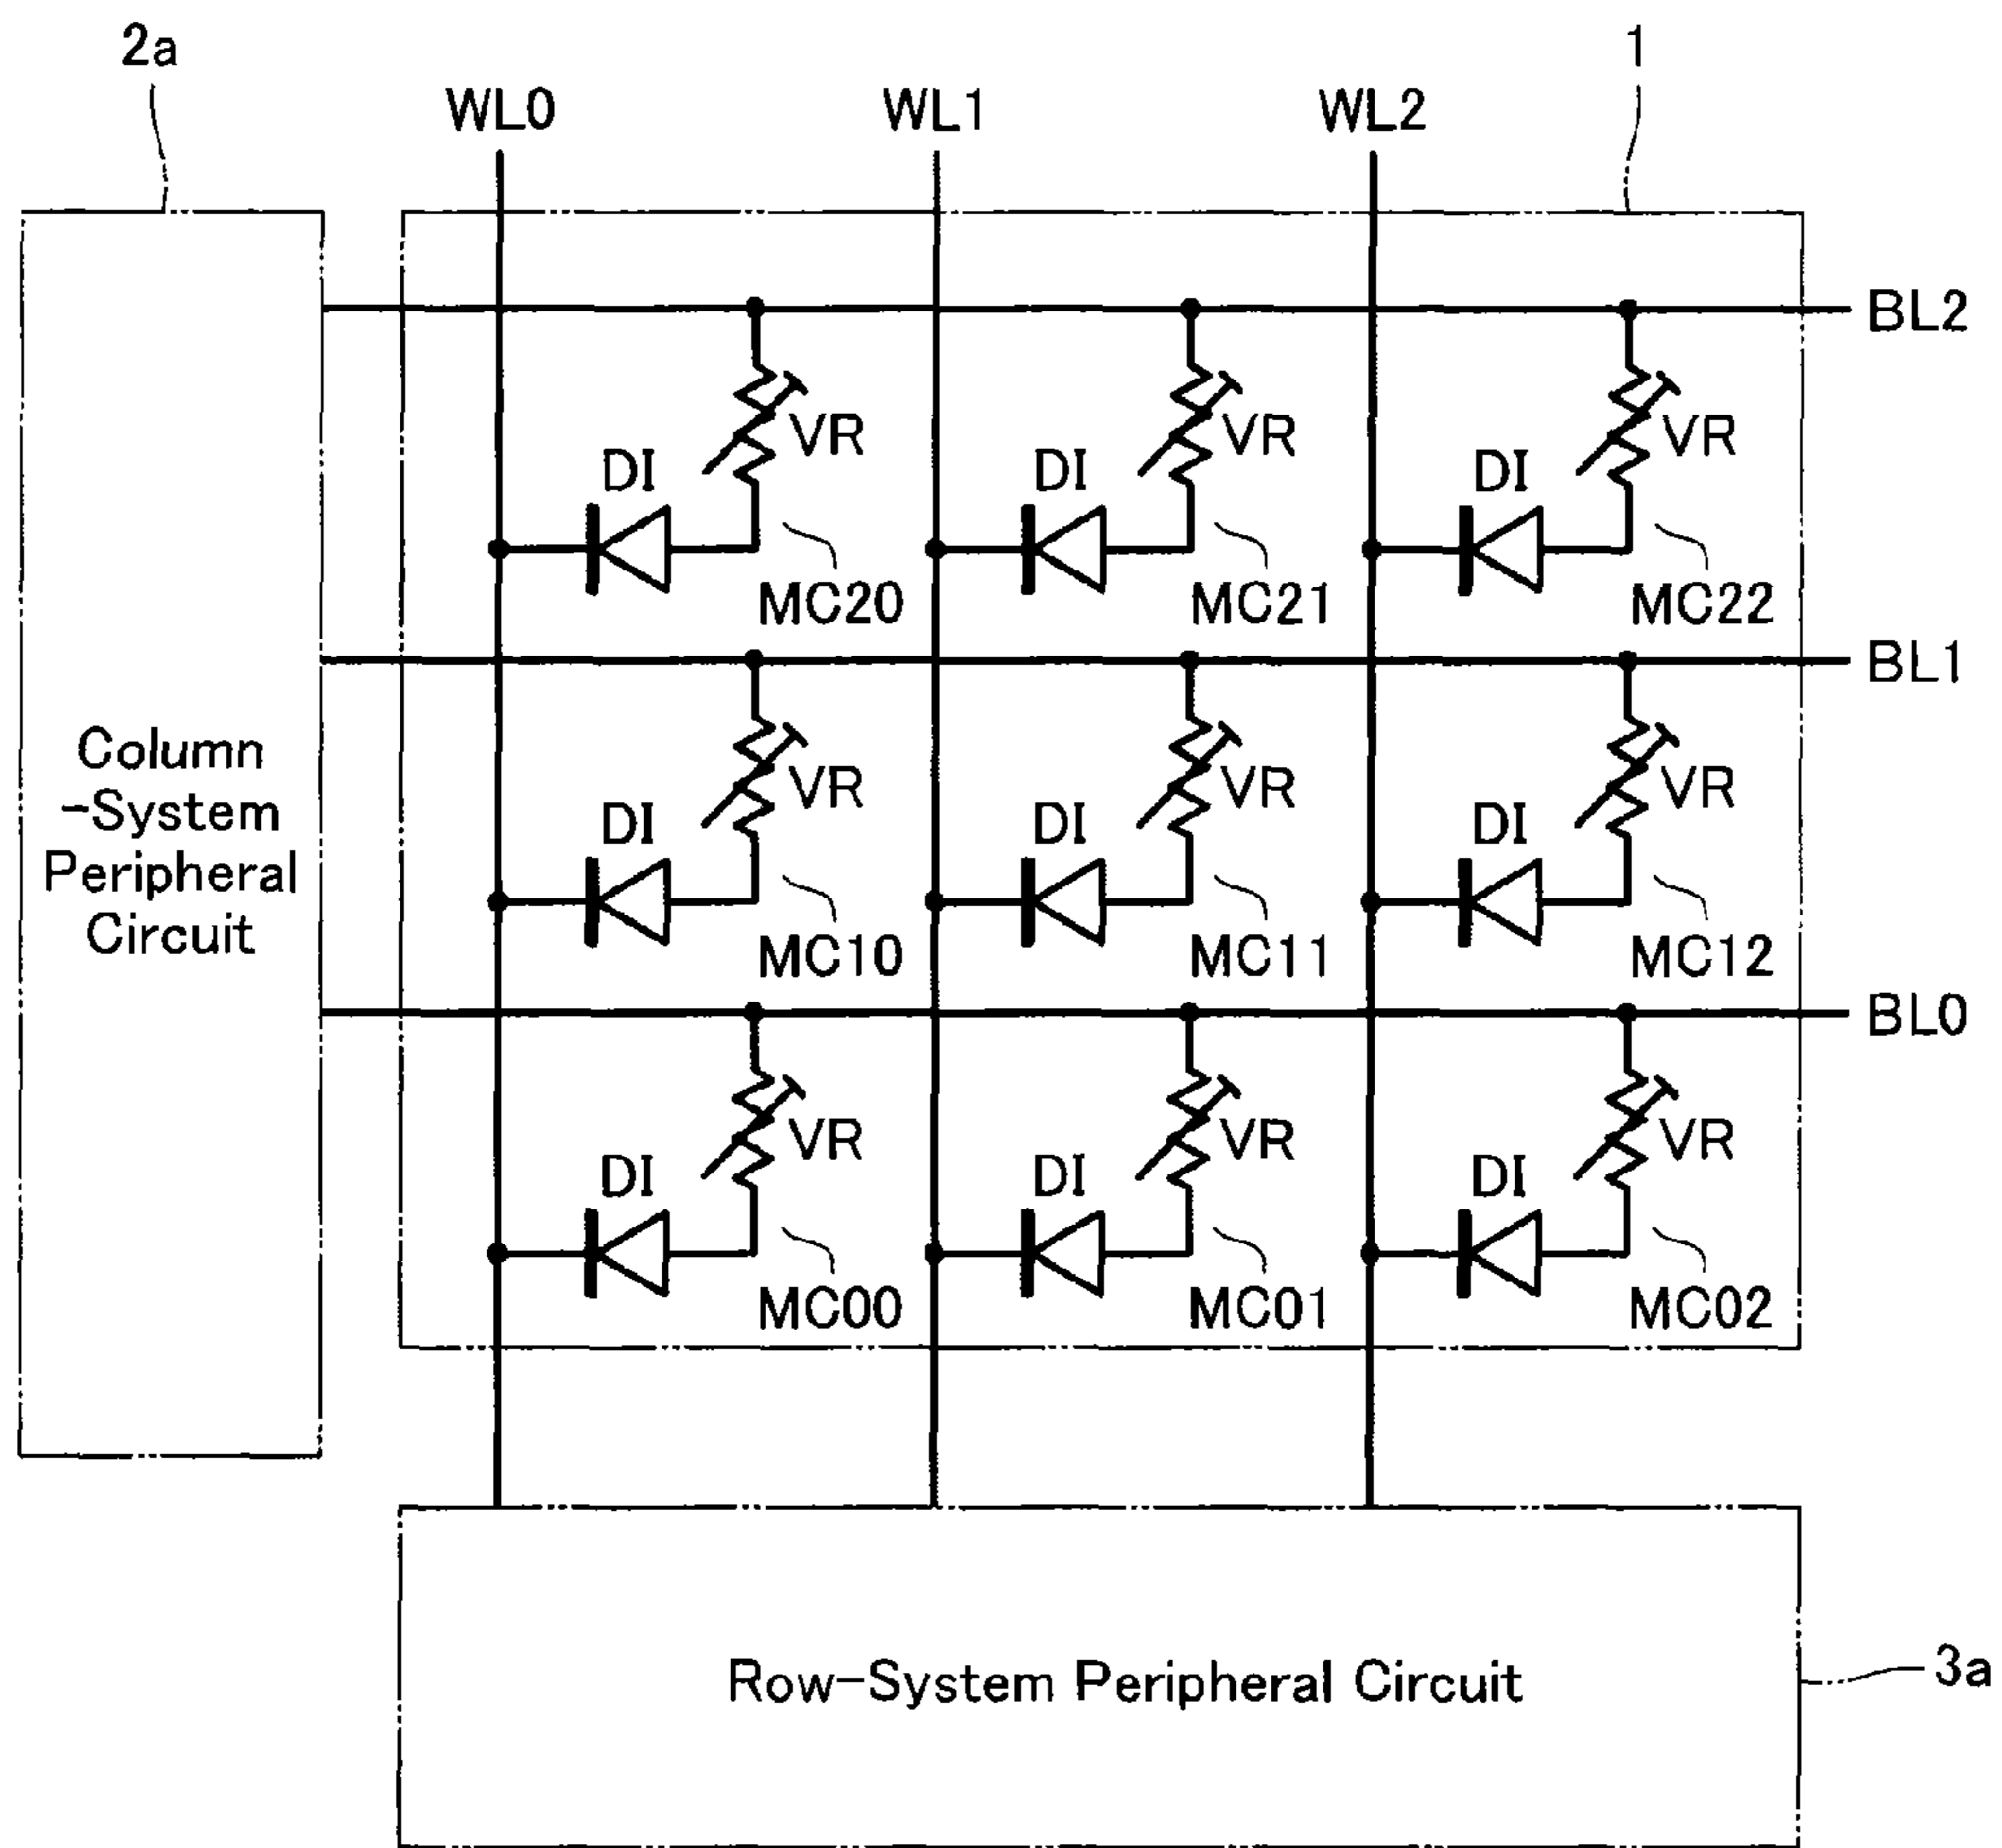 2a
1
WL0 WL1 WL2
BL2
VR VR VR
DI DI DI
MC20 MC21 MC22
BL1
Column
-System
Peripheral
Circuit
VR VR VR
DI DI DI
MC10 MC11 MC12
BL0
VR VR VR
DI DI DI
MC00 MC01 MC02
Row-System Peripheral Circuit
3a